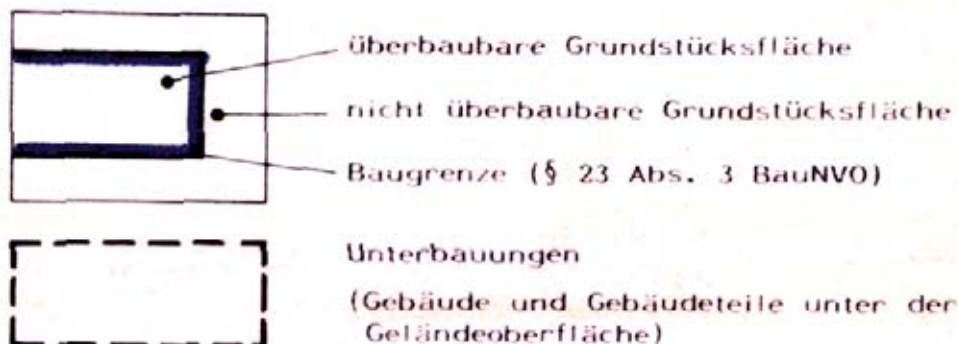 überbaubare Grundstücksfläche
nicht überbaubare Grundstücksfläche
Baugrenze (§ 23 Abs. 3 BauNVO)
Unterbauungen
(Gebäude und Gebäudeteile unter der
Geländeoberfläche)